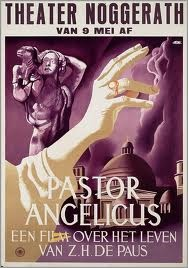 THEATER NOGGERATH
VAN 9 MEI AF
PASTOR
ANGELICUS
EEN FILM OVER HET LEVEN
VAN Z.H. DE PAUS